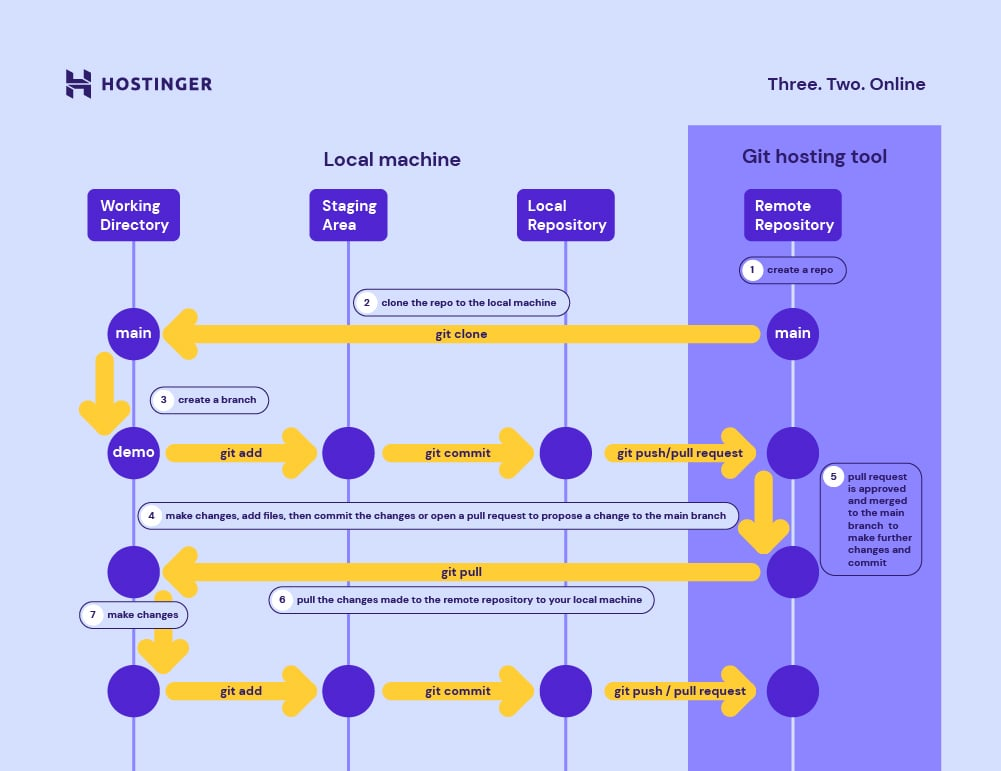 HOSTINGER
Three. Two. Online
Local machine
Git hosting tool
Working
Directory
Staging
Area
Local
Repository
Remote
Repository
1 create a repo
2 clone the repo to the local machine
main
git clone
main
3 create a branch
demo
git add
git commit
git push/pull request
4 make changes, add files, then commit the changes or open a pull request to propose a change to the main branch
5 pull request
is approved
and merged
to the main
branch to
make further
changes and
commit
git pull
6 pull the changes made to the remote repository to your local machine
7 make changes
git add
git commit
git push / pull request